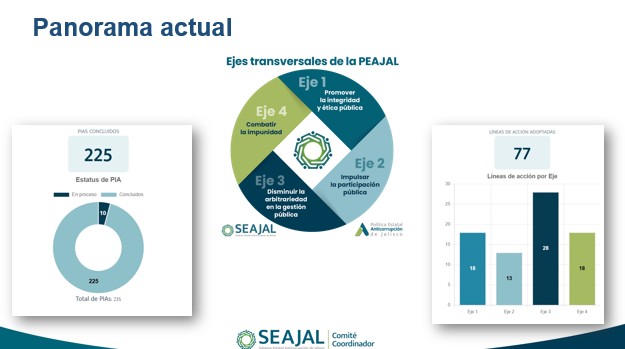 Panorama actual
Ejes transversales de la PEAJAL
Eje 1
Promover
la integridad
y ética pública
Eje 4
Combatir
la impunidad
Eje 2
Impulsar
la participación
pública
Eje 3
Disminuir la
arbitrariedad
en la gestión
pública
SEAJAL
Política Estatal
Anticorrupción
de Jalisco
PIAS CONCLUIDOS
225
Estatus de PIA
En proceso
Concluidos
10
225
Total de PIAs: 235
LÍNEAS DE ACCIÓN ADOPTADAS
77
Líneas de acción por Eje
30
25
20
15
10
5
0
18
13
28
18
Eje 1
Eje 2
Eje 3
Eje 4
SEAJAL
Comité
Coordinador